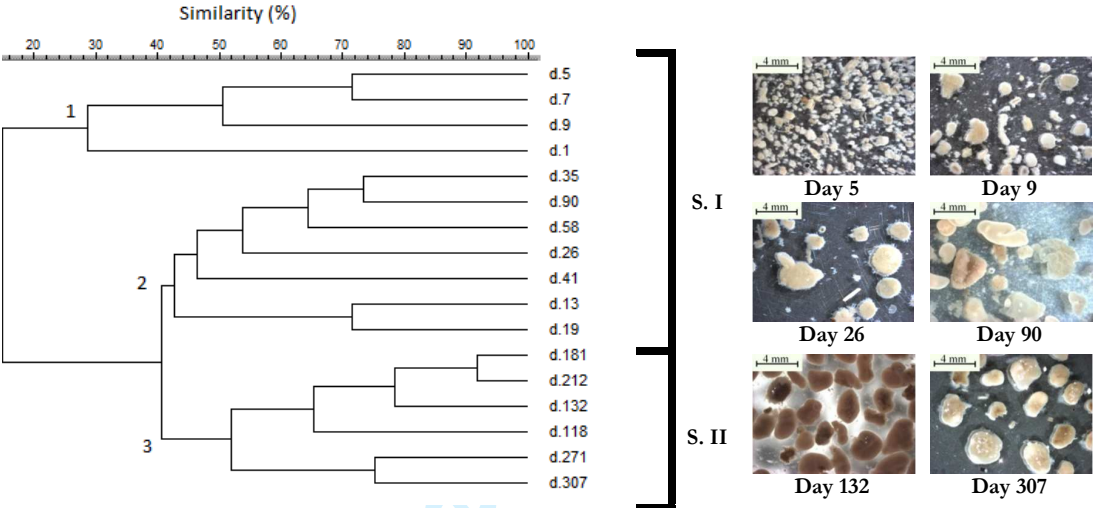 Similarity (%)
20 30 40 50 60 70 80 90 100
d.5
d.7
d.9
d.1
d.35
d.90
d.58
d.26
d.41
d.13
d.19
d.181
d.212
d.132
d.118
d.271
d.307
1
2
3
S. I
S. II
4 mm
4 mm
Day 5
Day 9
4 mm
4 mm
Day 26
Day 90
4 mm
4 mm
Day 132
Day 307